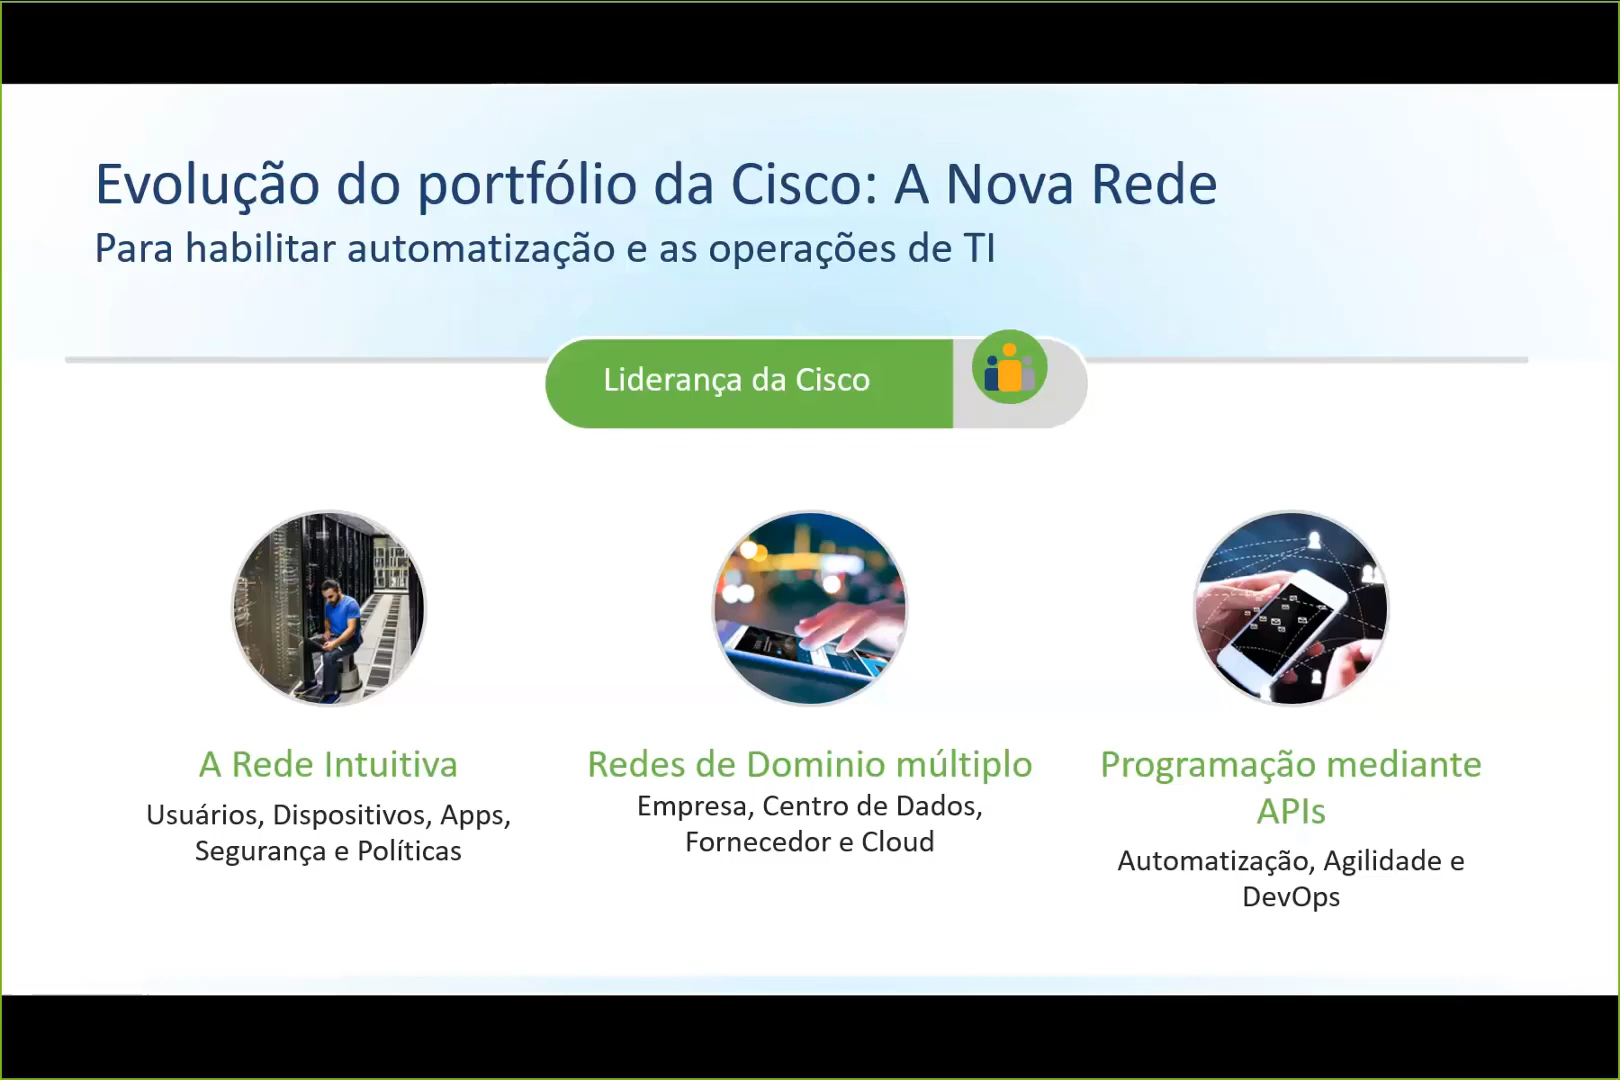 Evolução do portfólio da Cisco: A Nova Rede
Para habilitar automatização e as operações de TI
Liderança da Cisco
A Rede Intuitiva
Usuários, Dispositivos, Apps,
Segurança e Políticas
Redes de Dominio múltiplo
Empresa, Centro de Dados,
Fornecedor e Cloud
Programação mediante
APIs
Automatização, Agilidade e
DevOps